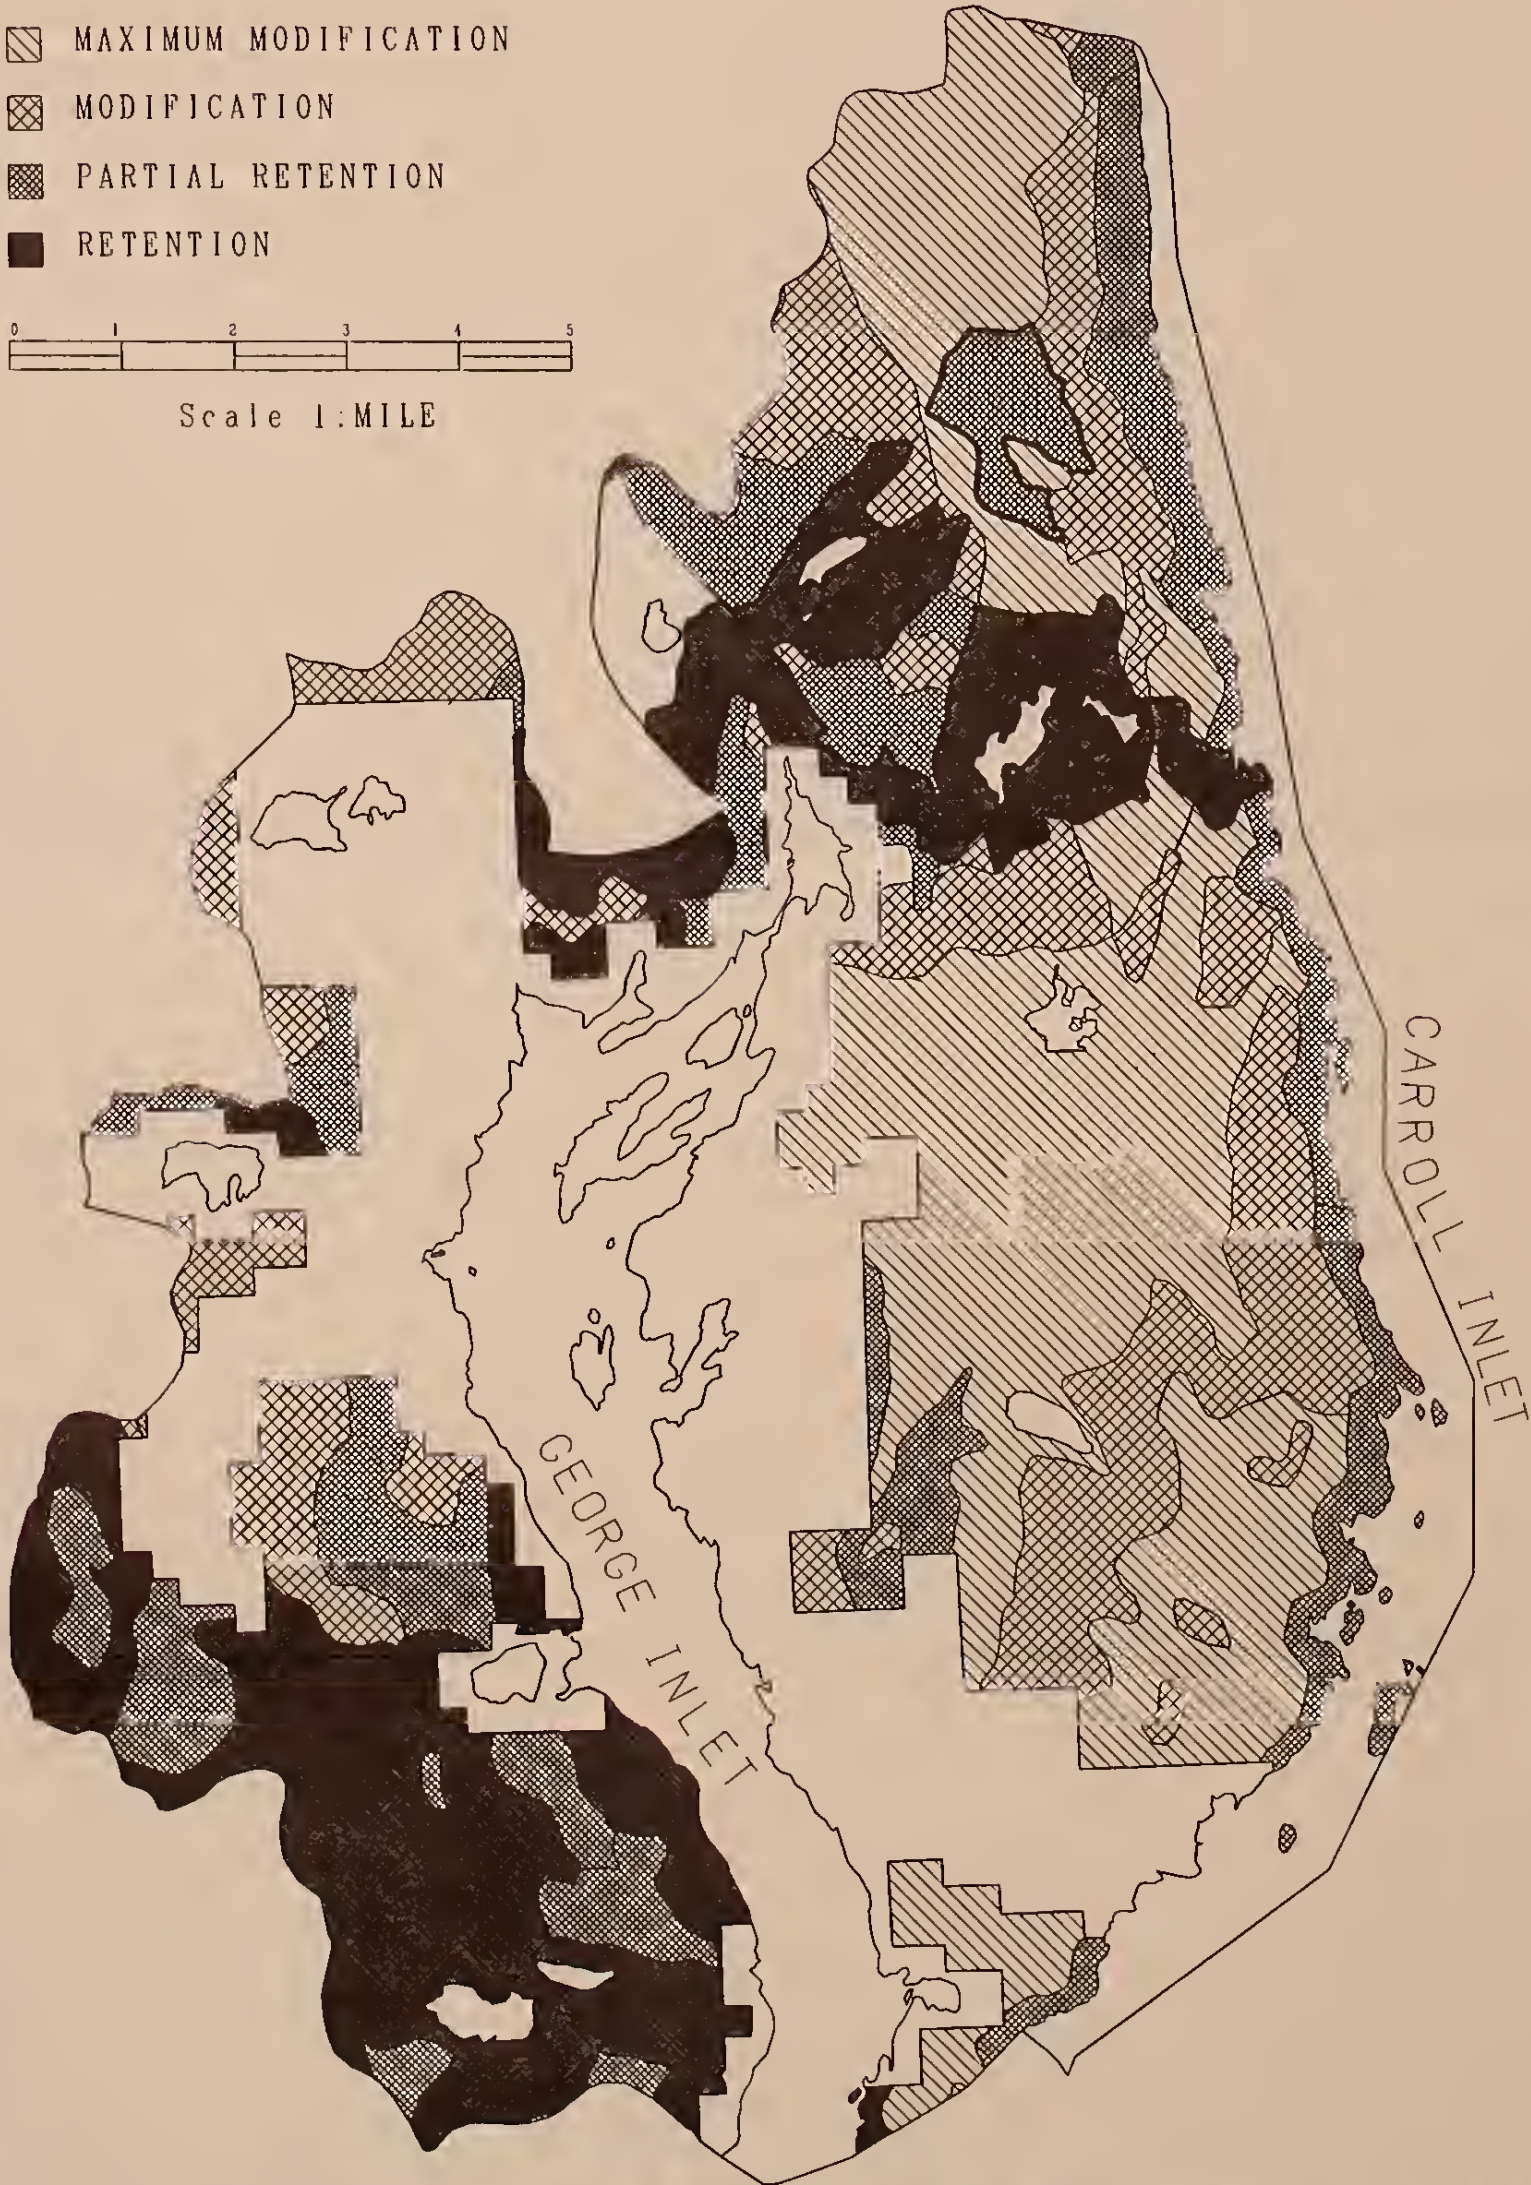 MAXIMUM MODIFICATION
MODIFICATION
PARTIAL RETENTION
RETENTION
0 1 2 3 4 5
Scale 1:MILE
CARROLL INLET
GEORGE INLET